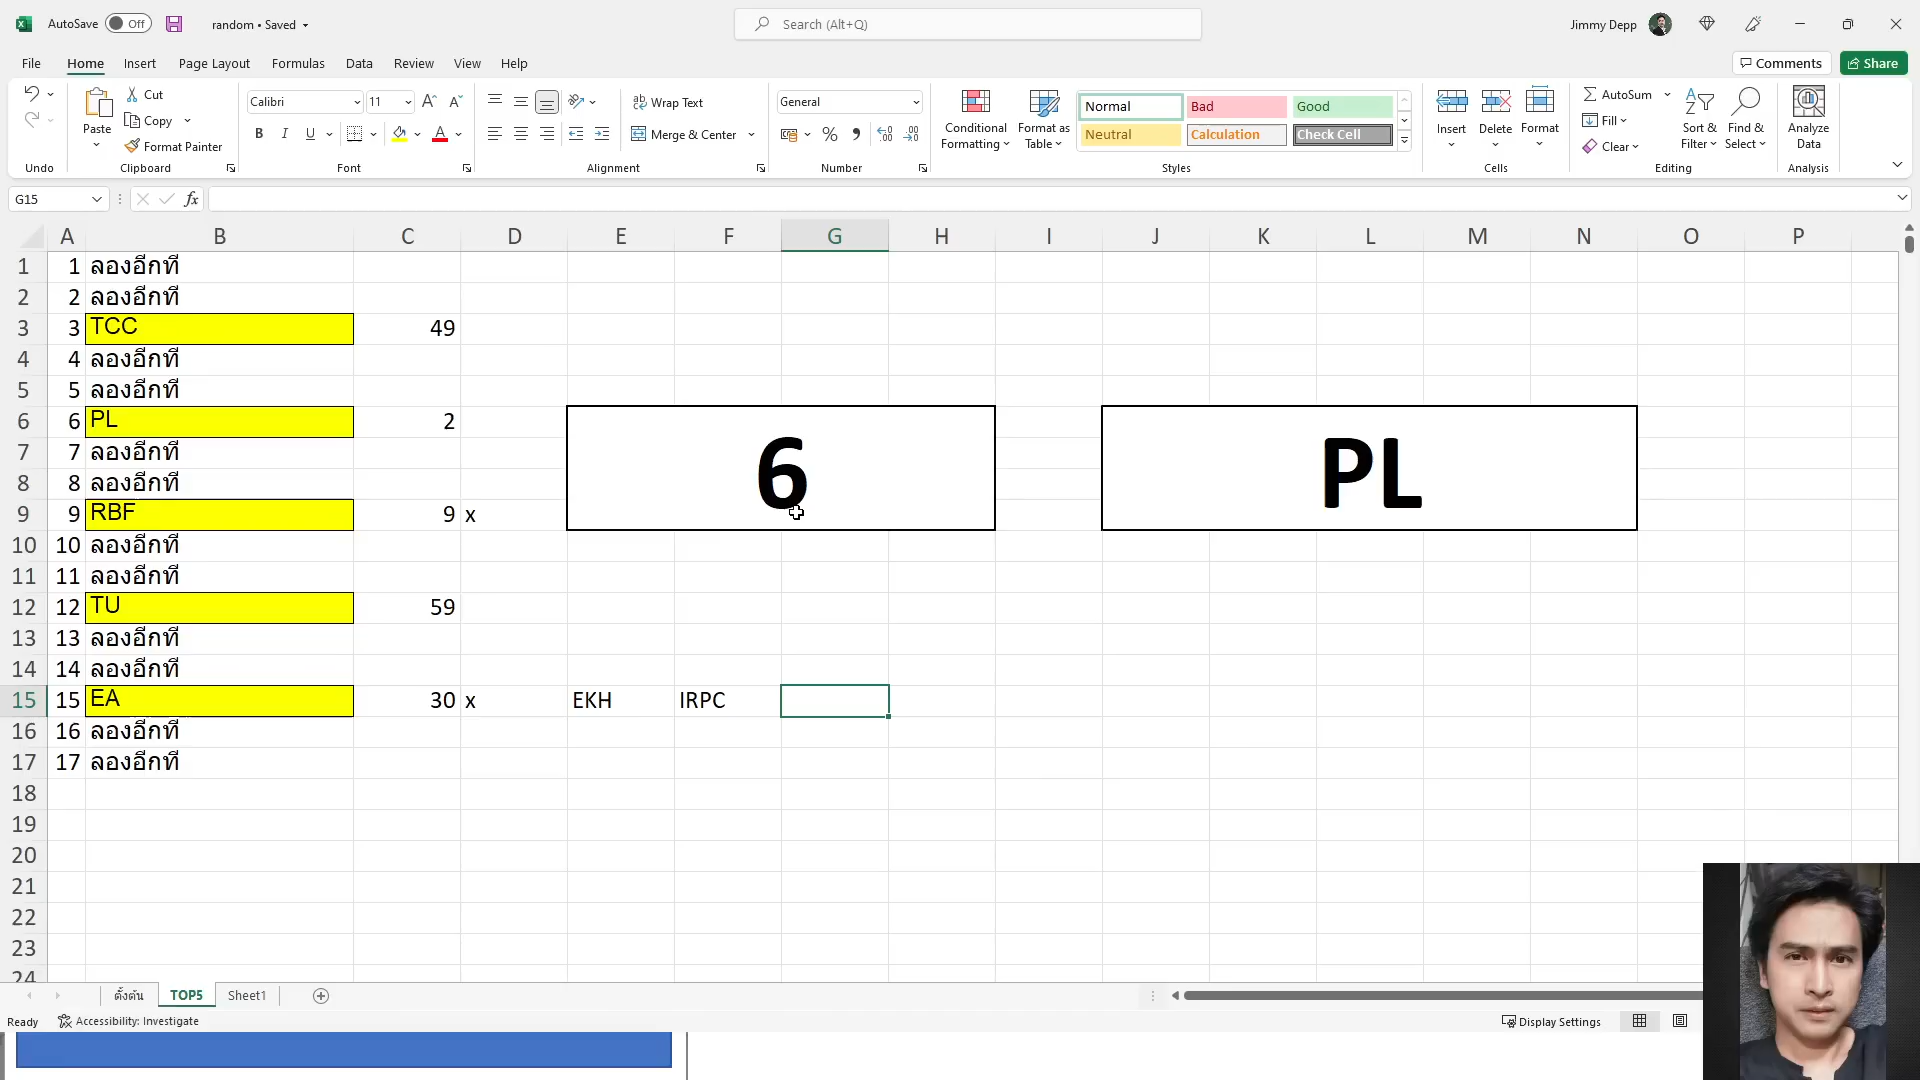 AutoSave Off random • Saved Search (Alt+Q) Jimmy Depp
File Home Insert Page Layout Formulas Data Review View Help Comments Share
Paste Cut Copy Format Painter
Calibri 11
B I U A
Wrap Text
Merge & Center
General
Conditional Formatting
Format as Table
Normal Bad Good
Neutral Calculation Check Cell
Insert Delete Format
AutoSum
Fill
Clear
Sort & Filter
Find & Select
Analyze Data
Undo Clipboard Font Alignment Number Styles Cells Editing Analysis
G15 fx
A B C D E F G H I J K L M N O P
1 1 ลองอีกที
2 2 ลองอีกที
3 3 TCC 49
4 4 ลองอีกที
5 5 ลองอีกที
6 6 PL 2
7 7 ลองอีกที
6 PL
8 8 ลองอีกที
9 9 RBF 9 x
10 10 ลองอีกที
11 11 ลองอีกที
12 12 TU 59
13 13 ลองอีกที
14 14 ลองอีกที
15 15 EA 30 x EKH IRPC
16 16 ลองอีกที
17 17 ลองอีกที
18
19
20
21
22
23
24
ตั้งต้น TOP5 Sheet1
Ready Accessibility: Investigate Display Settings